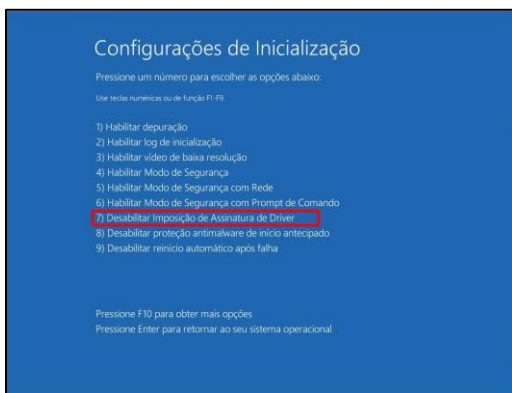 Configurações de Inicialização
Pressione um número para escolher as opções abaixo:
Use teclas numéricas ou de função F1-F9.
1) Habilitar depuração
2) Habilitar log de inicialização
3) Habilitar vídeo de baixa resolução
4) Habilitar Modo de Segurança
5) Habilitar Modo de Segurança com Rede
6) Habilitar Modo de Segurança com Prompt de Comando
7) Desabilitar Imposição de Assinatura de Driver
8) Desabilitar proteção antimalware de início antecipado
9) Desabilitar reinício automático após falha
Pressione F10 para obter mais opções
Pressione Enter para retornar ao seu sistema operacional